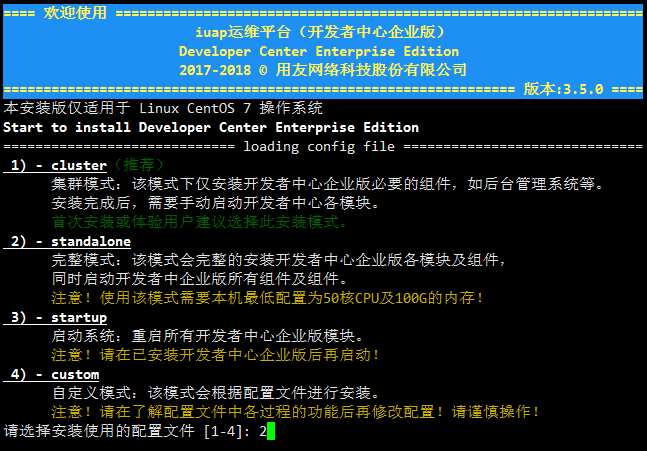 ==== 欢迎使用 ====================================================================
iuap运维平台（开发者中心企业版）
Developer Center Enterprise Edition
2017-2018 © 用友网络科技股份有限公司
================================================================ 版本:3.5.0 ====
本安装版仅适用于 Linux CentOS 7 操作系统
Start to install Developer Center Enterprise Edition
============================= loading config file ==============================
1) - cluster（推荐）
集群模式：该模式下仅安装开发者中心企业版必要的组件，如后台管理系统等。
安装完成后，需要手动启动开发者中心各模块。
首次安装或体验用户建议选择此安装模式。
2) - standalone
完整模式：该模式会完整的安装开发者中心企业版各模块及组件，
同时启动开发者中企业版所有组件及组件。
注意！使用该模式需要本机最低配置为50核CPU及100G的内存！
3) - startup
启动系统：重启所有开发者中心企业版模块。
注意！请在已安装开发者中心企业版后再启动！
4) - custom
自定义模式：该模式会根据配置文件进行安装。
注意！请在了解配置文件中各过程的功能后再修改配置！请谨慎操作！
请选择安装使用的配置文件 [1-4]: 2